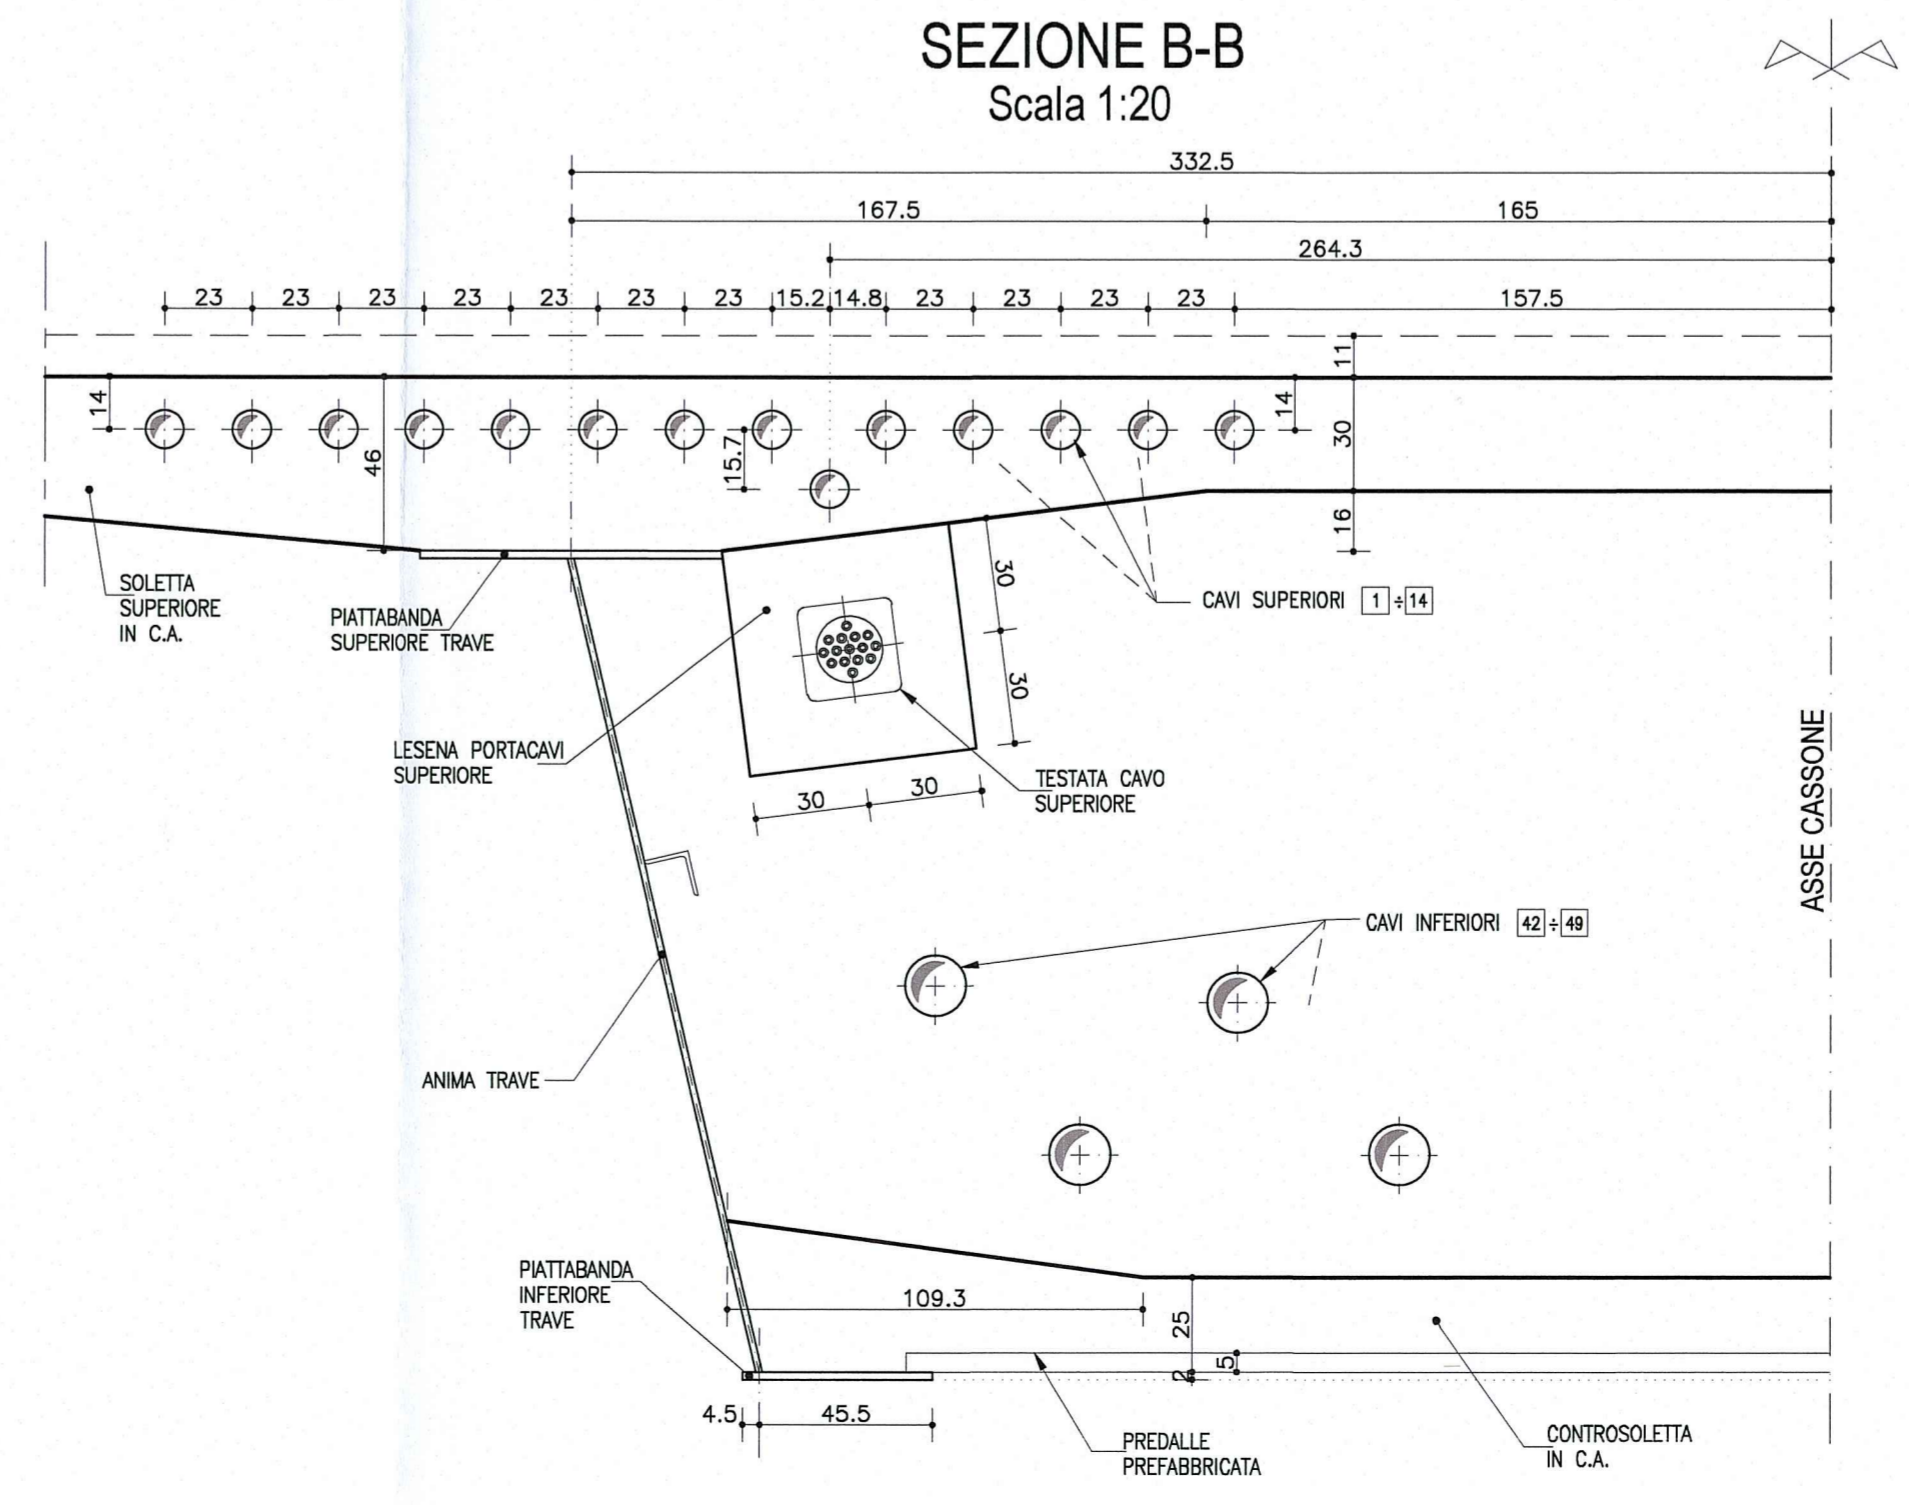 SEZIONE B-B
Scala 1:20
332.5
167.5
165
264.3
23
23
23
23
23
23
23
15.2
14.8
23
23
23
23
157.5
11
14
14
30
46
15.7
16
SOLETTA
SUPERIORE
IN C.A.
PIATTABANDA
SUPERIORE TRAVE
30
CAVI SUPERIORI 1 ÷ 14
30
LESENA PORTACAVI
SUPERIORE
TESTATA CAVO
SUPERIORE
30
30
ASSE CASSONE
CAVI INFERIORI 42 ÷ 49
ANIMA TRAVE
PIATTABANDA
INFERIORE
TRAVE
109.3
25
5
2
4.5
45.5
PREDALLE
PREFABBRICATA
CONTROSOLETTA
IN C.A.